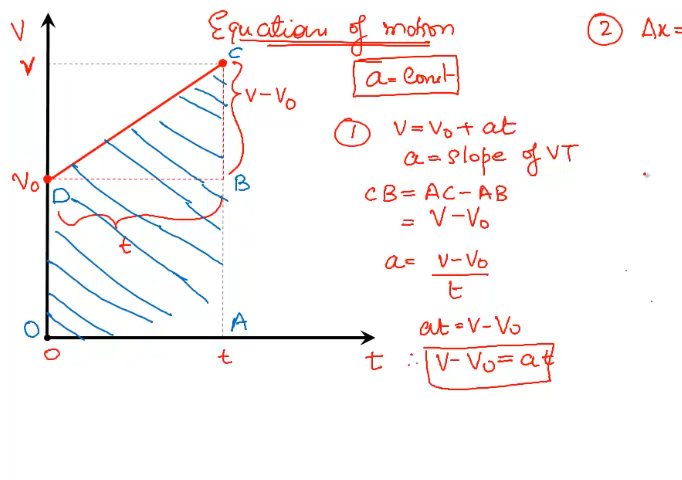 Equation of motion
a = Const
V
V
C
V - V₀
V₀
D
B
t
O
A
0
t
t
① V = V₀ + at
a = slope of VT
CB = AC - AB
= V - V₀
a = V - V₀ / t
at = V - V₀
∴ V - V₀ = at
② Δx =